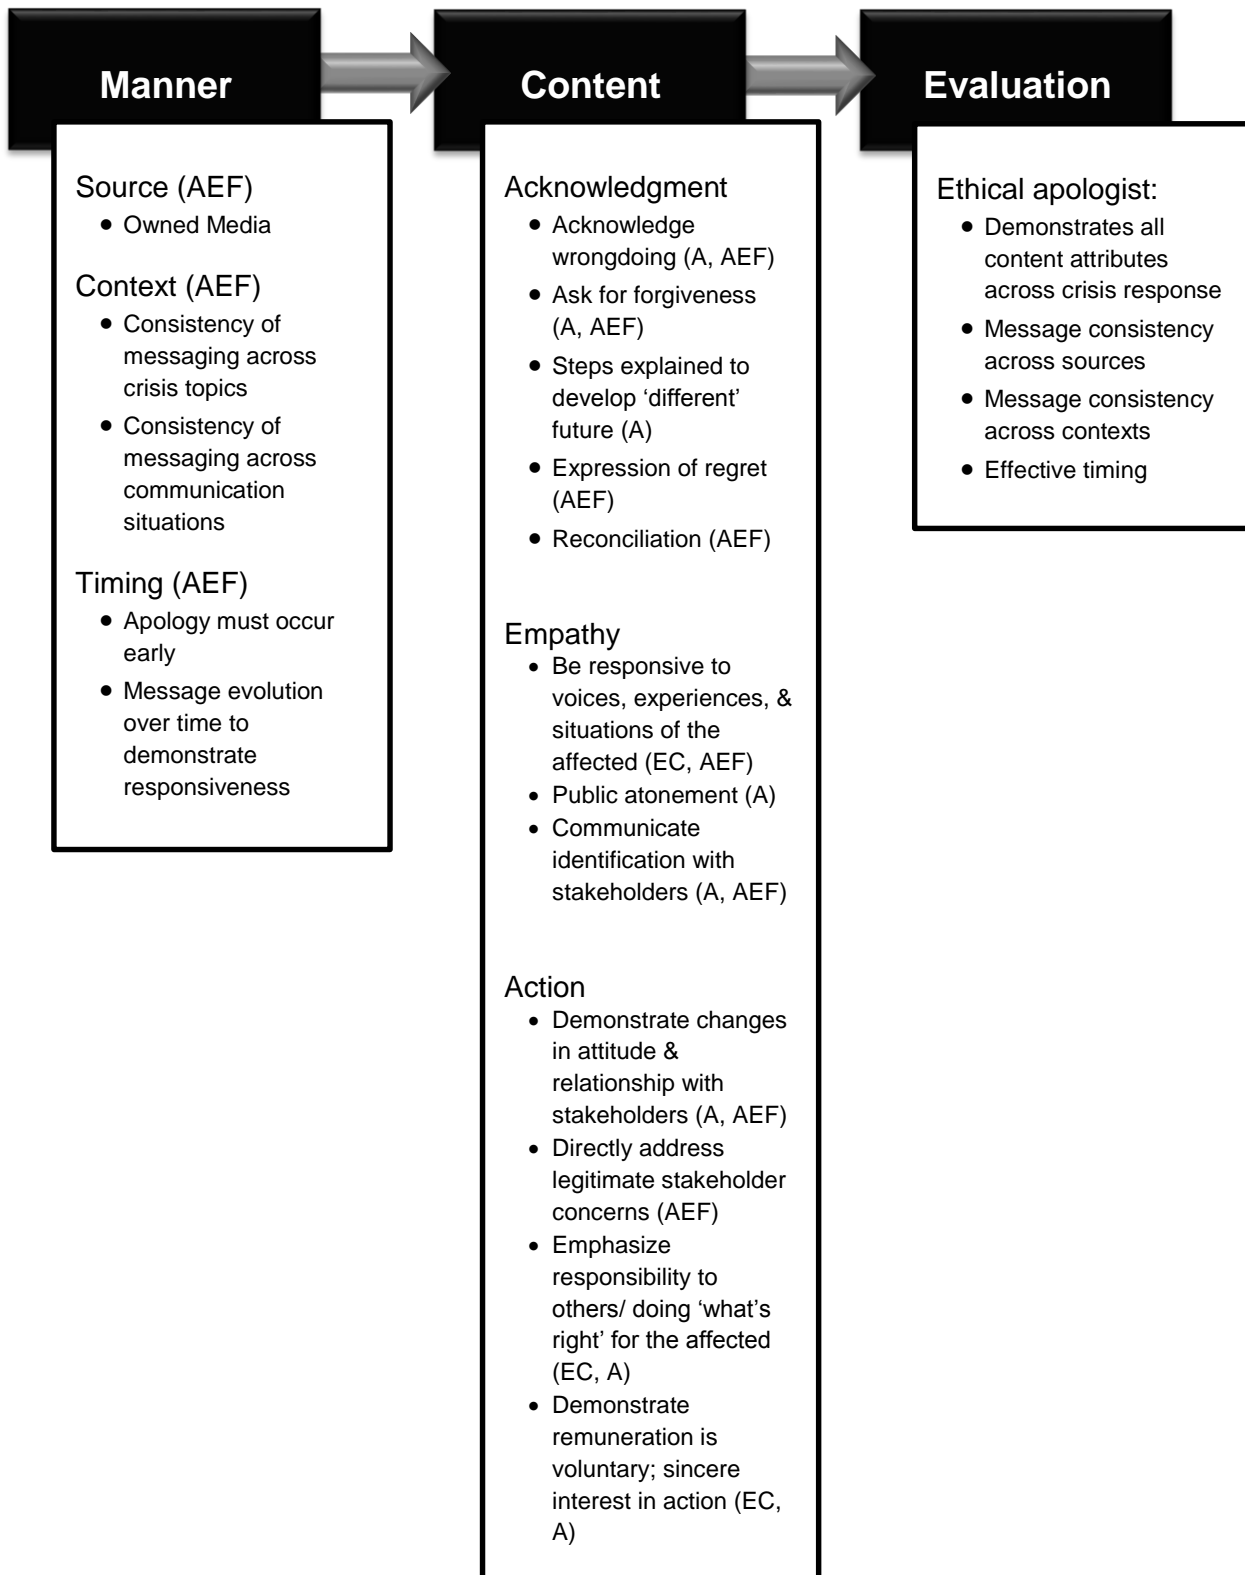 Manner
Source (AEF)
• Owned Media
Context (AEF)
• Consistency of
messaging across
crisis topics
• Consistency of
messaging across
communication
situations
Timing (AEF)
• Apology must occur
early
• Message evolution
over time to
demonstrate
responsiveness
Content
Acknowledgment
• Acknowledge
wrongdoing (A, AEF)
• Ask for forgiveness
(A, AEF)
• Steps explained to
develop ‘different’
future (A)
• Expression of regret
(AEF)
• Reconciliation (AEF)
Empathy
• Be responsive to
voices, experiences, &
situations of the
affected (EC, AEF)
• Public atonement (A)
• Communicate
identification with
stakeholders (A, AEF)
Action
• Demonstrate changes
in attitude &
relationship with
stakeholders (A, AEF)
• Directly address
legitimate stakeholder
concerns (AEF)
• Emphasize
responsibility to
others/ doing ‘what’s
right’ for the affected
(EC, A)
• Demonstrate
remuneration is
voluntary; sincere
interest in action (EC,
A)
Evaluation
Ethical apologist:
• Demonstrates all
content attributes
across crisis response
• Message consistency
across sources
• Message consistency
across contexts
• Effective timing